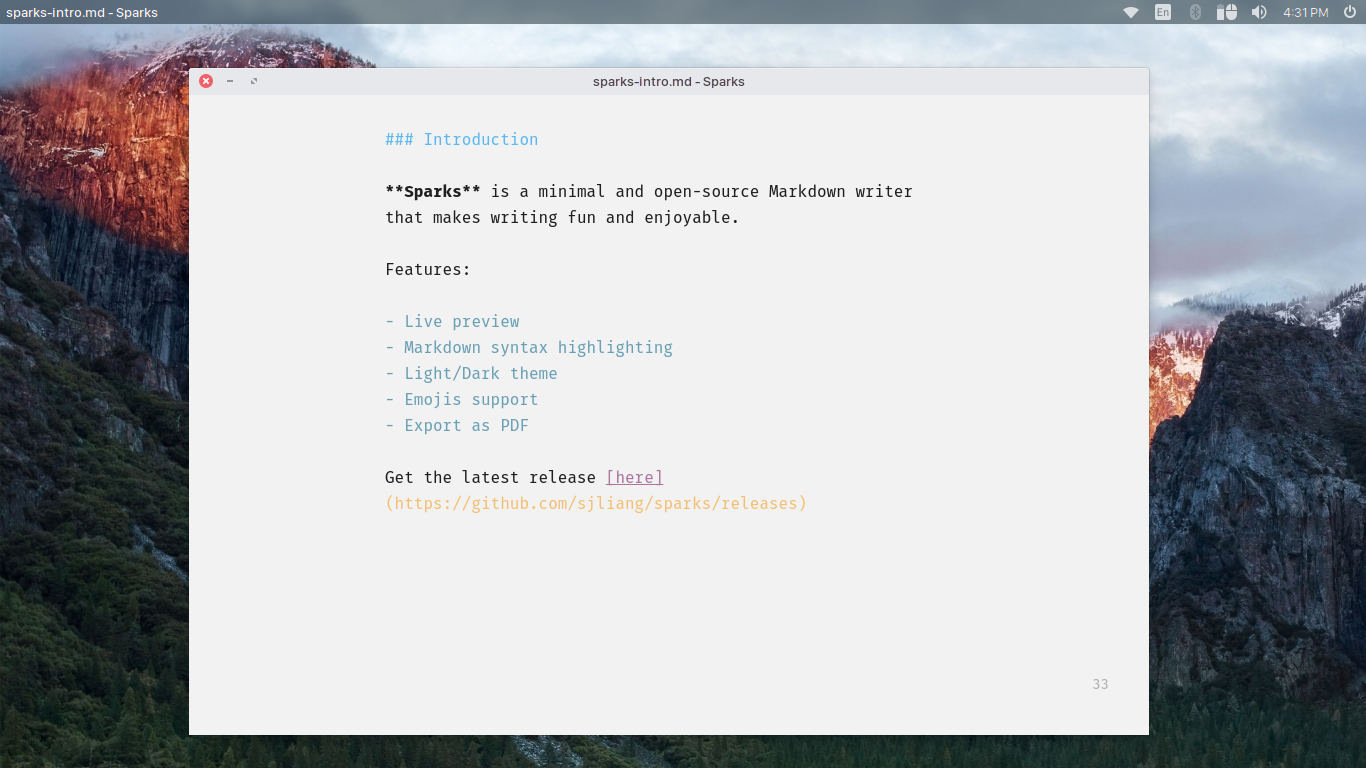 sparks-intro.md - Sparks
En
4:31 PM
sparks-intro.md - Sparks
### Introduction
**Sparks** is a minimal and open-source Markdown writer
that makes writing fun and enjoyable.
Features:
- Live preview
- Markdown syntax highlighting
- Light/Dark theme
- Emojis support
- Export as PDF
Get the latest release [here]
(https://github.com/sjliang/sparks/releases)
33